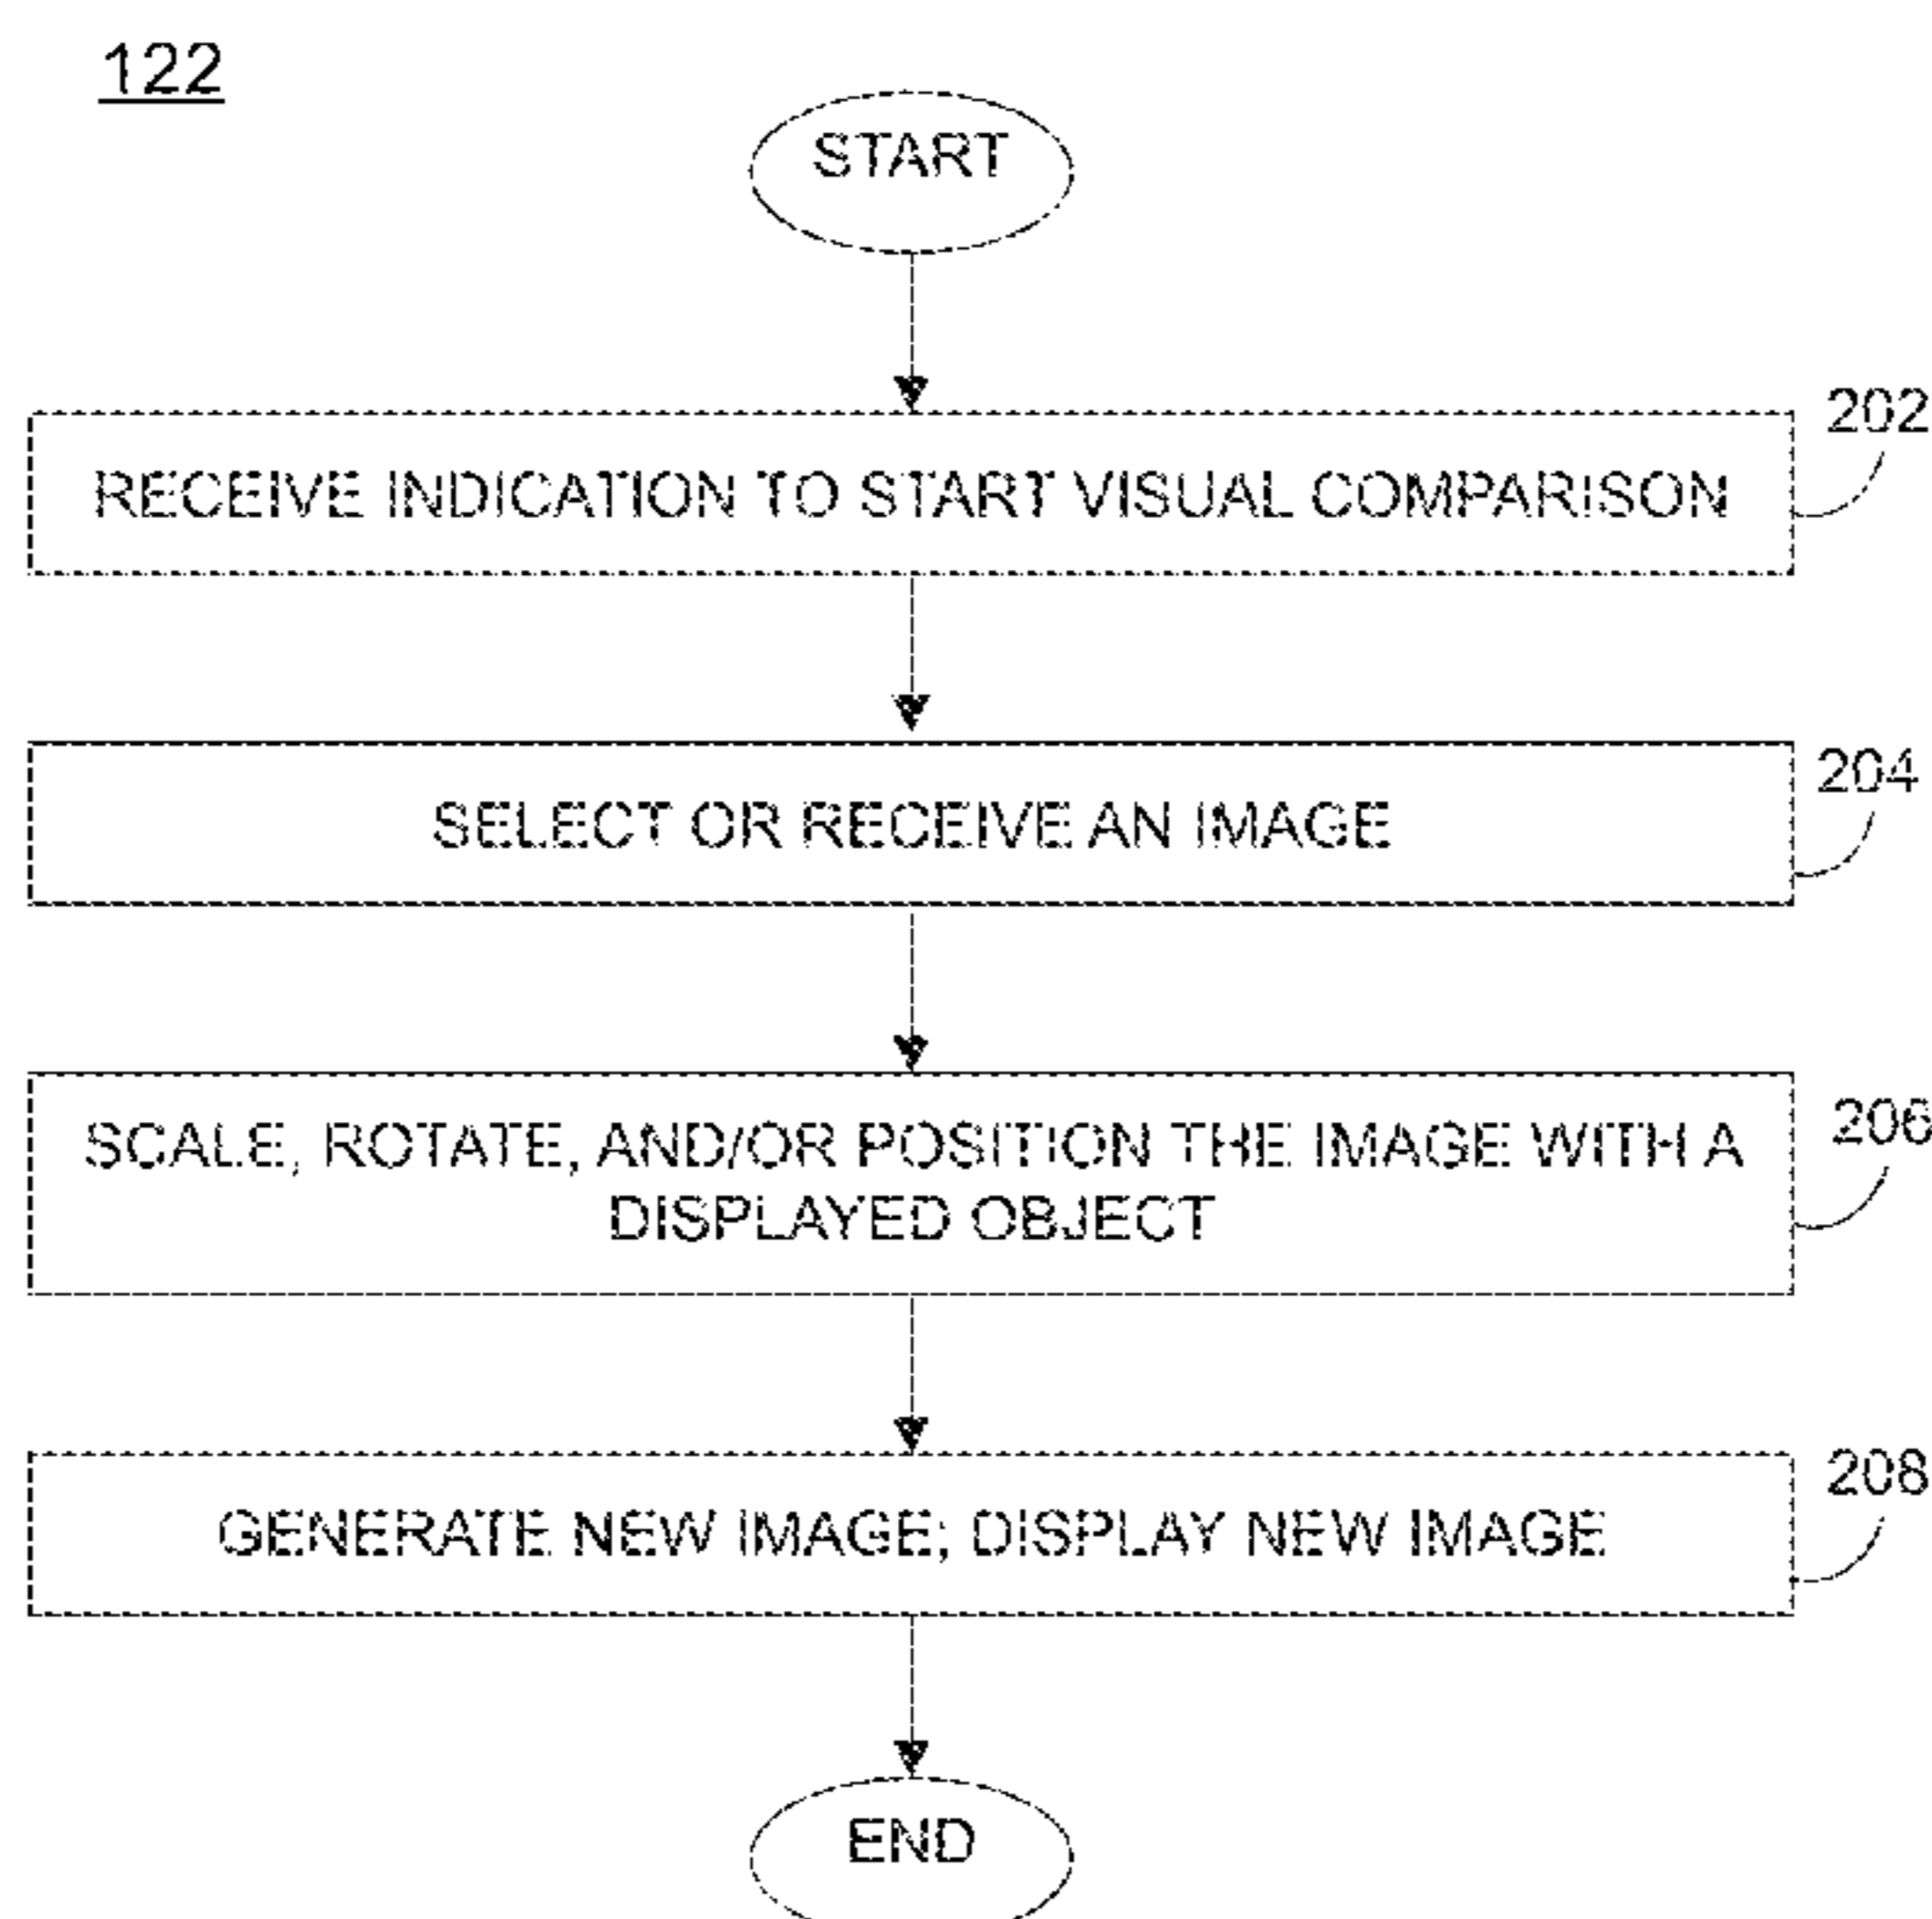 122
START
202
RECEIVE INDICATION TO START VISUAL COMPARISON
204
SELECT OR RECEIVE AN IMAGE
206
SCALE, ROTATE, AND/OR POSITION THE IMAGE WITH A
DISPLAYED OBJECT
208
GENERATE NEW IMAGE; DISPLAY NEW IMAGE
END